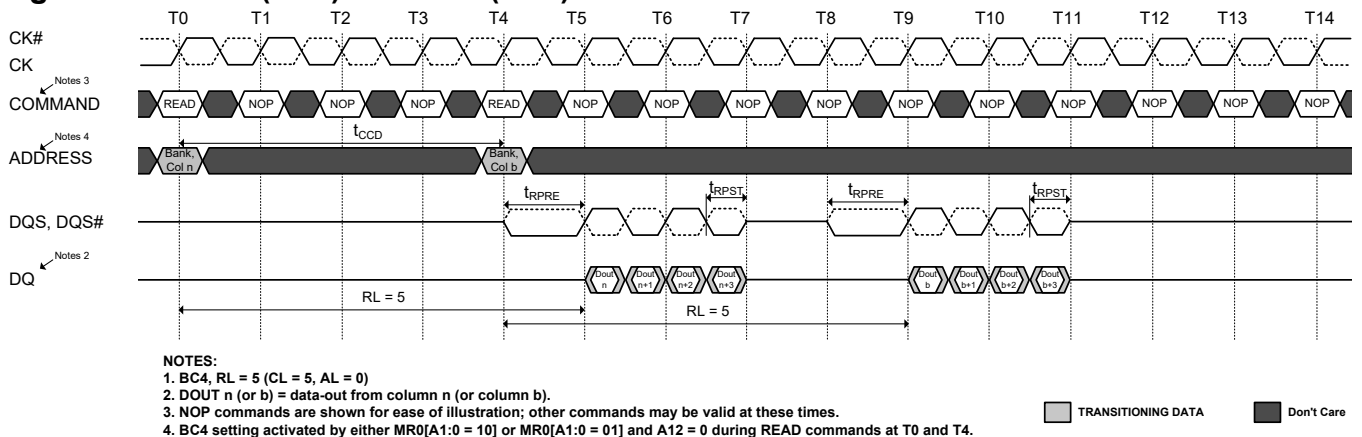 T0 T1 T2 T3 T4 T5 T6 T7 T8 T9 T10 T11 T12 T13 T14
CK#
CK
Notes 3
COMMAND READ NOP NOP NOP READ NOP NOP NOP NOP NOP NOP NOP NOP NOP NOP
tCCD
Notes 4
ADDRESS
Bank, Col n
Bank, Col b
tRPRE tRPST tRPRE tRPST
DQS, DQS#
Notes 2
DQ
Dout n
Dout n+1
Dout n+2
Dout n+3
Dout b
Dout b+1
Dout b+2
Dout b+3
RL = 5
RL = 5
NOTES:
1. BC4, RL = 5 (CL = 5, AL = 0)
2. DOUT n (or b) = data-out from column n (or column b).
3. NOP commands are shown for ease of illustration; other commands may be valid at these times.
4. BC4 setting activated by either MR0[A1:0 = 10] or MR0[A1:0 = 01] and A12 = 0 during READ commands at T0 and T4.
TRANSITIONING DATA
Don't Care